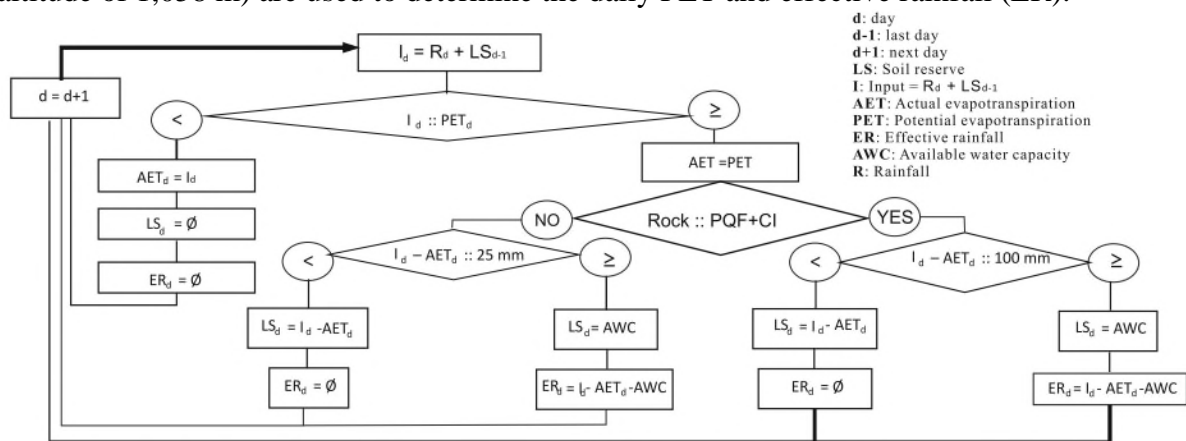 altitude of 1,038 m) are used to determine the daily PET and effective rainfall (ER).
d: day
d-1: last day
d+1: next day
LS: Soil reserve
I: Input = Rd + LSd-1
AET: Actual evapotranspiration
PET: Potential evapotranspiration
ER: Effective rainfall
AWC: Available water capacity
R: Rainfall
Id = Rd + LSd-1
d = d+1
<
Id :: PETd
≥
AETd = Id
AET =PET
LSd = Ø
NO
Rock :: PQF+CI
YES
ERd = Ø
<
Id – AETd :: 25 mm
≥
<
Id – AETd :: 100 mm
≥
LSd = Id -AETd
LSd = AWC
LSd = Id - AETd
LSd = AWC
ERd = Ø
ERd = Id - AETd -AWC
ERd = Ø
ERd = Id - AETd -AWC